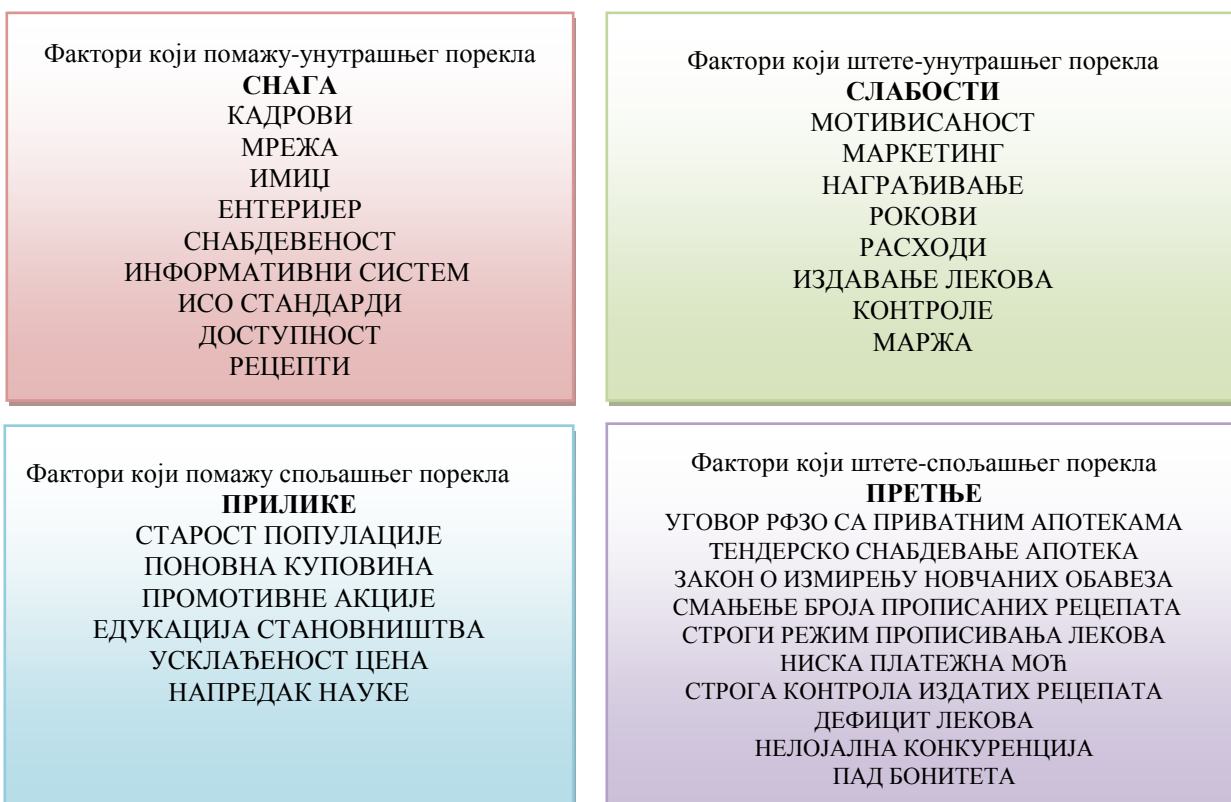 Фактори који помажу-унутрашњег порекла
СНАГА
КАДРОВИ
МРЕЖА
ИМИЏ
ЕНТЕРИЈЕР
СНАБДЕВЕНОСТ
ИНФОРМАТИВНИ СИСТЕМ
ИСО СТАНДАРДИ
ДОСТУПНОСТ
РЕЦЕПТИ
Фактори који штете-унутрашњег порекла
СЛАБОСТИ
МОТИВИСАНОСТ
МАРКЕТИНГ
НАГРАЂИВАЊЕ
РОКОВИ
РАСХОДИ
ИЗДАВАЊЕ ЛЕКОВА
КОНТРОЛЕ
МАРЖА
Фактори који помажу спољашњег порекла
ПРИЛИКЕ
СТАРОСТ ПОПУЛАЦИЈЕ
ПОНОВНА КУПОВИНА
ПРОМОТИВНЕ АКЦИЈЕ
ЕДУКАЦИЈА СТАНОВНИШТВА
УСКЛАЂЕНОСТ ЦЕНА
НАПРЕДАК НАУКЕ
Фактори који штете-спољашњег порекла
ПРЕТЊЕ
УГОВОР РФЗО СА ПРИВАТНИМ АПОТЕКАМА
ТЕНДЕРСКО СНАБДЕВАЊЕ АПОТЕКА
ЗАКОН О ИЗМИРЕЊУ НОВЧАНИХ ОБАВЕЗА
СМАЊЕЊЕ БРОЈА ПРОПИСАНИХ РЕЦЕПАТА
СТРОГИ РЕЖИМ ПРОПИСИВАЊА ЛЕКОВА
НИСКА ПЛАТЕЖНА МОЋ
СТРОГА КОНТРОЛА ИЗДАТИХ РЕЦЕПАТА
ДЕФИЦИТ ЛЕКОВА
НЕЛОЈАЛНА КОНКУРЕНЦИЈА
ПАД БОНИТЕТА